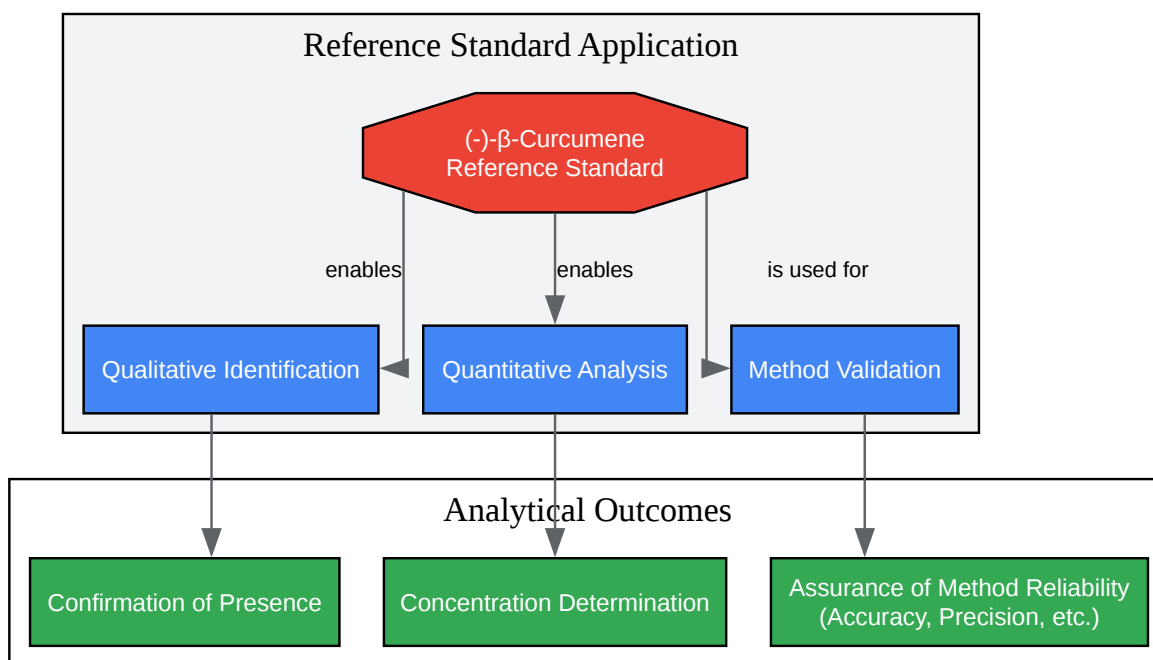 Reference Standard Application
(-)-β-Curcumene
Reference Standard
enables
enables
is used for
Qualitative Identification
Quantitative Analysis
Method Validation
Analytical Outcomes
Confirmation of Presence
Concentration Determination
Assurance of Method Reliability
(Accuracy, Precision, etc.)